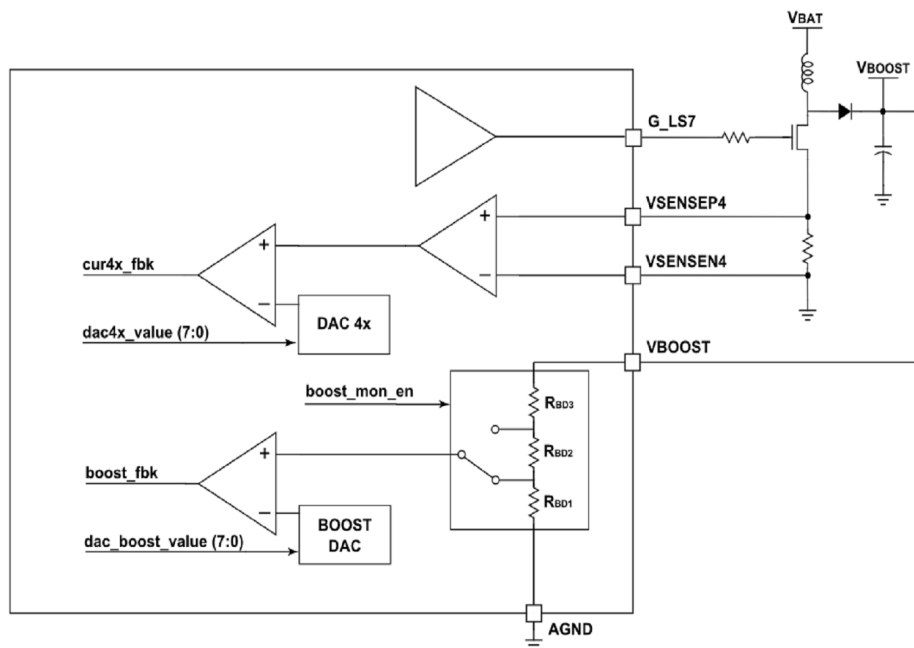 VBAT
VBOOST
G_LS7
VSENSEP4
+
cur4x_fbk
+
−
VSENSEN4
−
DAC 4x
dac4x_value (7:0)
VBOOST
boost_mon_en
RBD3
RBD2
boost_fbk
+
RBD1
−
BOOST
DAC
dac_boost_value (7:0)
AGND